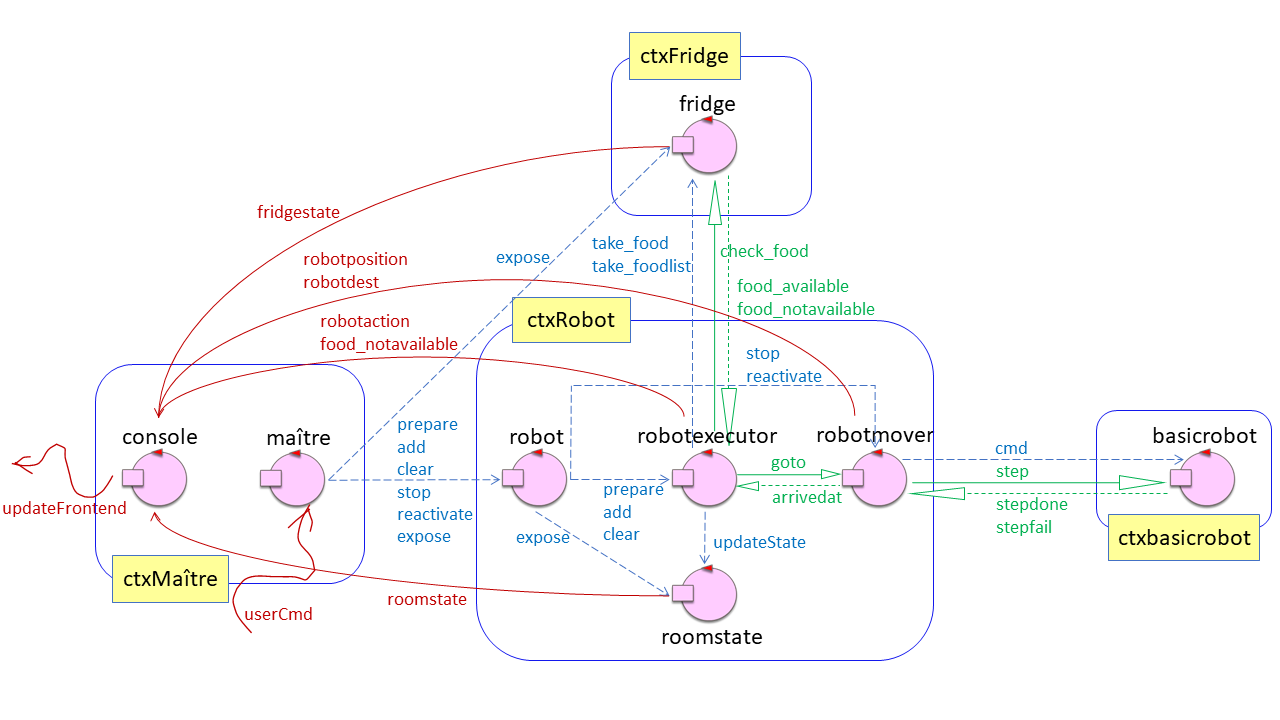 ctxFridge
fridge
fridgestate
robotposition
robotdest
expose
take_food
take_foodlist
check_food
food_available
food_notavailable
robotaction
food_notavailable
ctxRobot
stop
reactivate
console
maître
prepare
add
clear
stop
reactivate
expose
robot
robotexecutor
robotmover
basicrobot
goto
arrivedat
cmd
step
stepdone
stepfail
prepare
add
clear
expose
updateState
updateFrontend
ctxMaître
ctxbasicrobot
roomstate
userCmd
roomstate